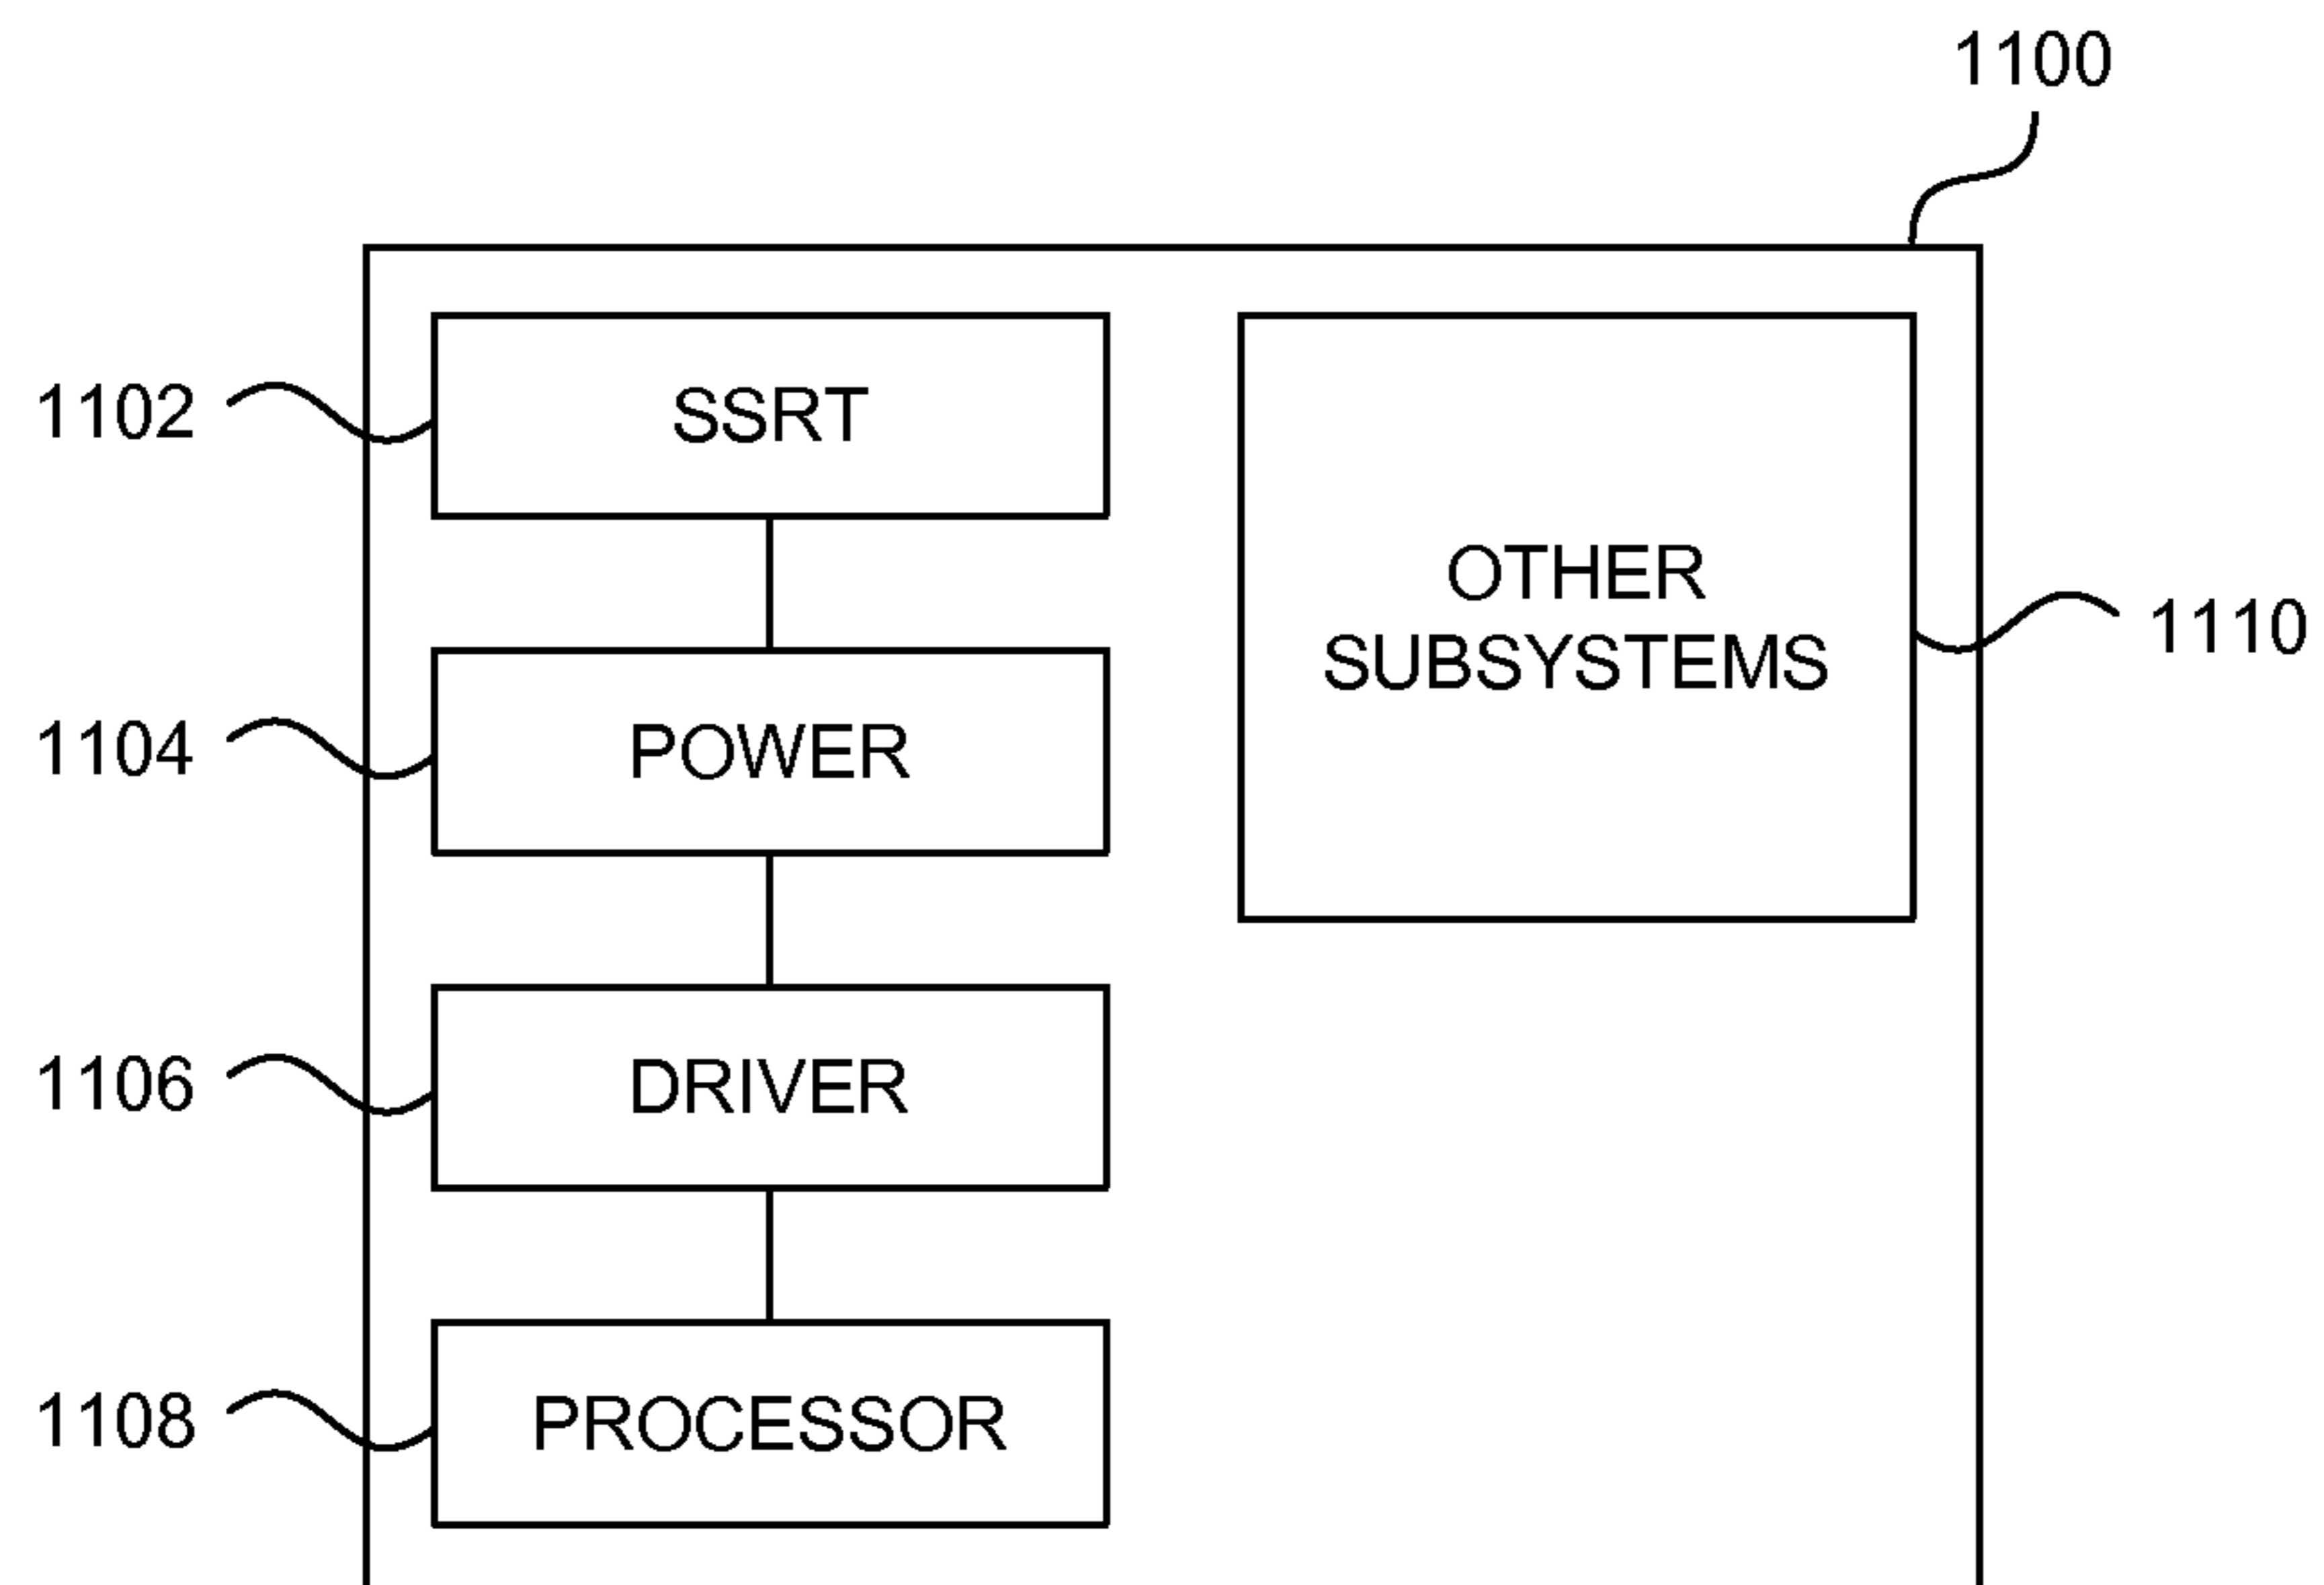 1100
1102
SSRT
OTHER
SUBSYSTEMS
1110
1104
POWER
1106
DRIVER
1108
PROCESSOR